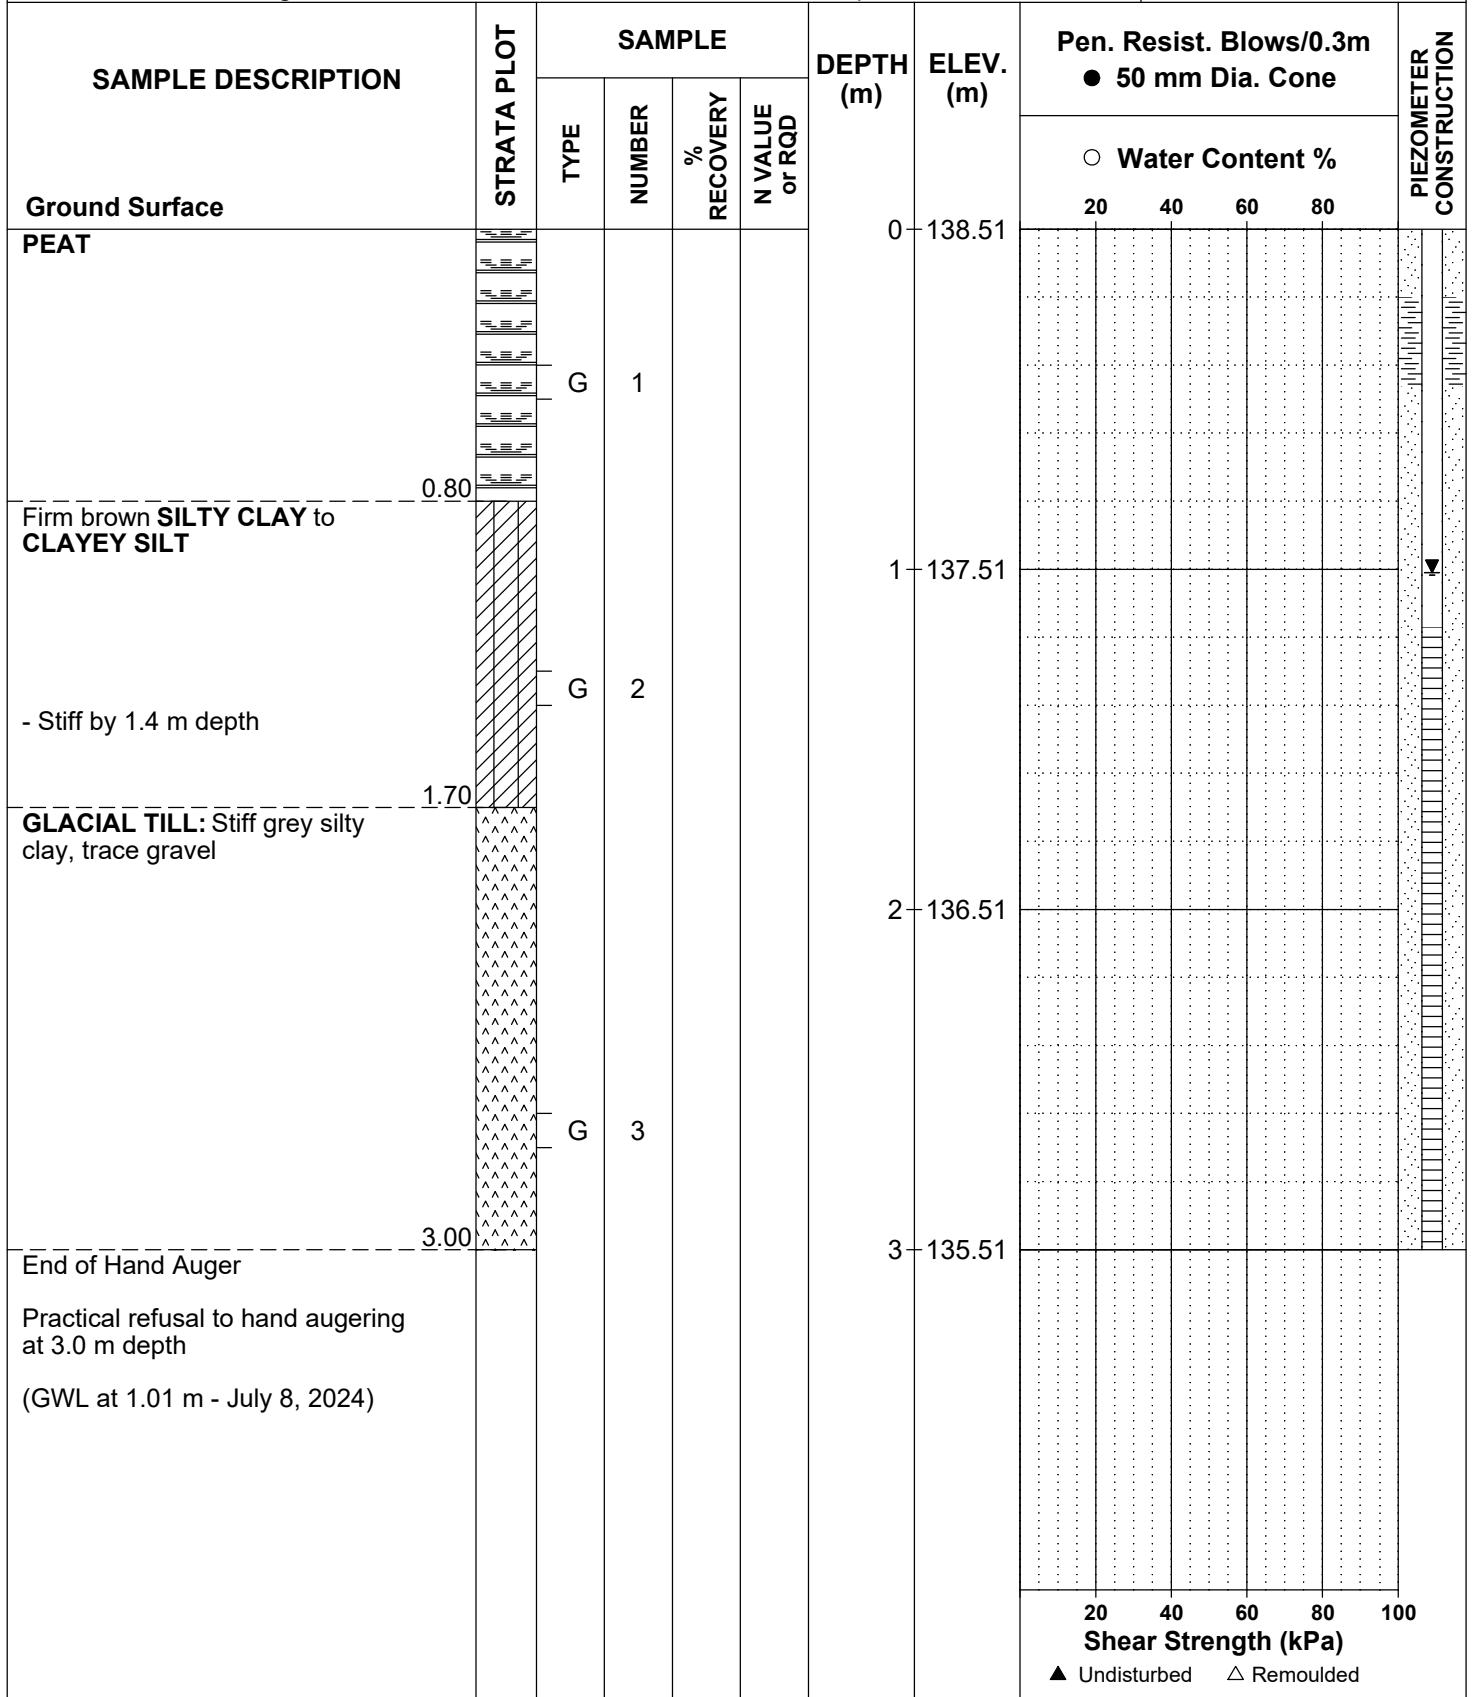 SAMPLE DESCRIPTION
Ground Surface
STRATA PLOT
SAMPLE
TYPE
NUMBER
%
RECOVERY
N VALUE
or RQD
DEPTH
(m)
ELEV.
(m)
Pen. Resist. Blows/0.3m
● 50 mm Dia. Cone
○ Water Content %
20 40 60 80
PIEZOMETER
CONSTRUCTION
PEAT
0 138.51
G 1
0.80
Firm brown SILTY CLAY to
CLAYEY SILT
1 137.51
G 2
- Stiff by 1.4 m depth
1.70
GLACIAL TILL: Stiff grey silty
clay, trace gravel
2 136.51
G 3
3.00
3 135.51
End of Hand Auger
Practical refusal to hand augering
at 3.0 m depth
(GWL at 1.01 m - July 8, 2024)
20 40 60 80 100
Shear Strength (kPa)
▲ Undisturbed △ Remoulded